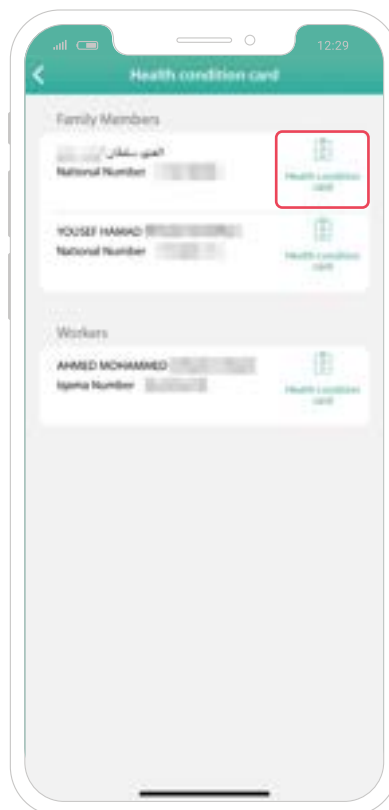 12:29
Health condition card
Family Members
سلطان
National Number
Health condition
card
YOUSEF HAMAD
National Number
Health condition
card
Workers
AHMED MOHAMMED
Iqama Number
Health condition
card